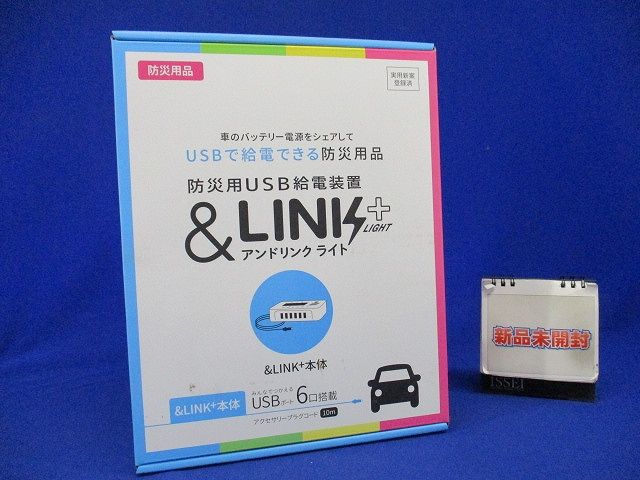 防災用品
実用新案
登録済
車のバッテリー電源をシェアして
USBで給電できる防災用品
防災用USB給電装置
&LINK+
LIGHT
アンドリンク ライト
&LINK+本体
&LINK+本体
みんなでつかえる
USBポート 6口搭載
アクセサリープラグコード 10m
新品未開封
ISSEI